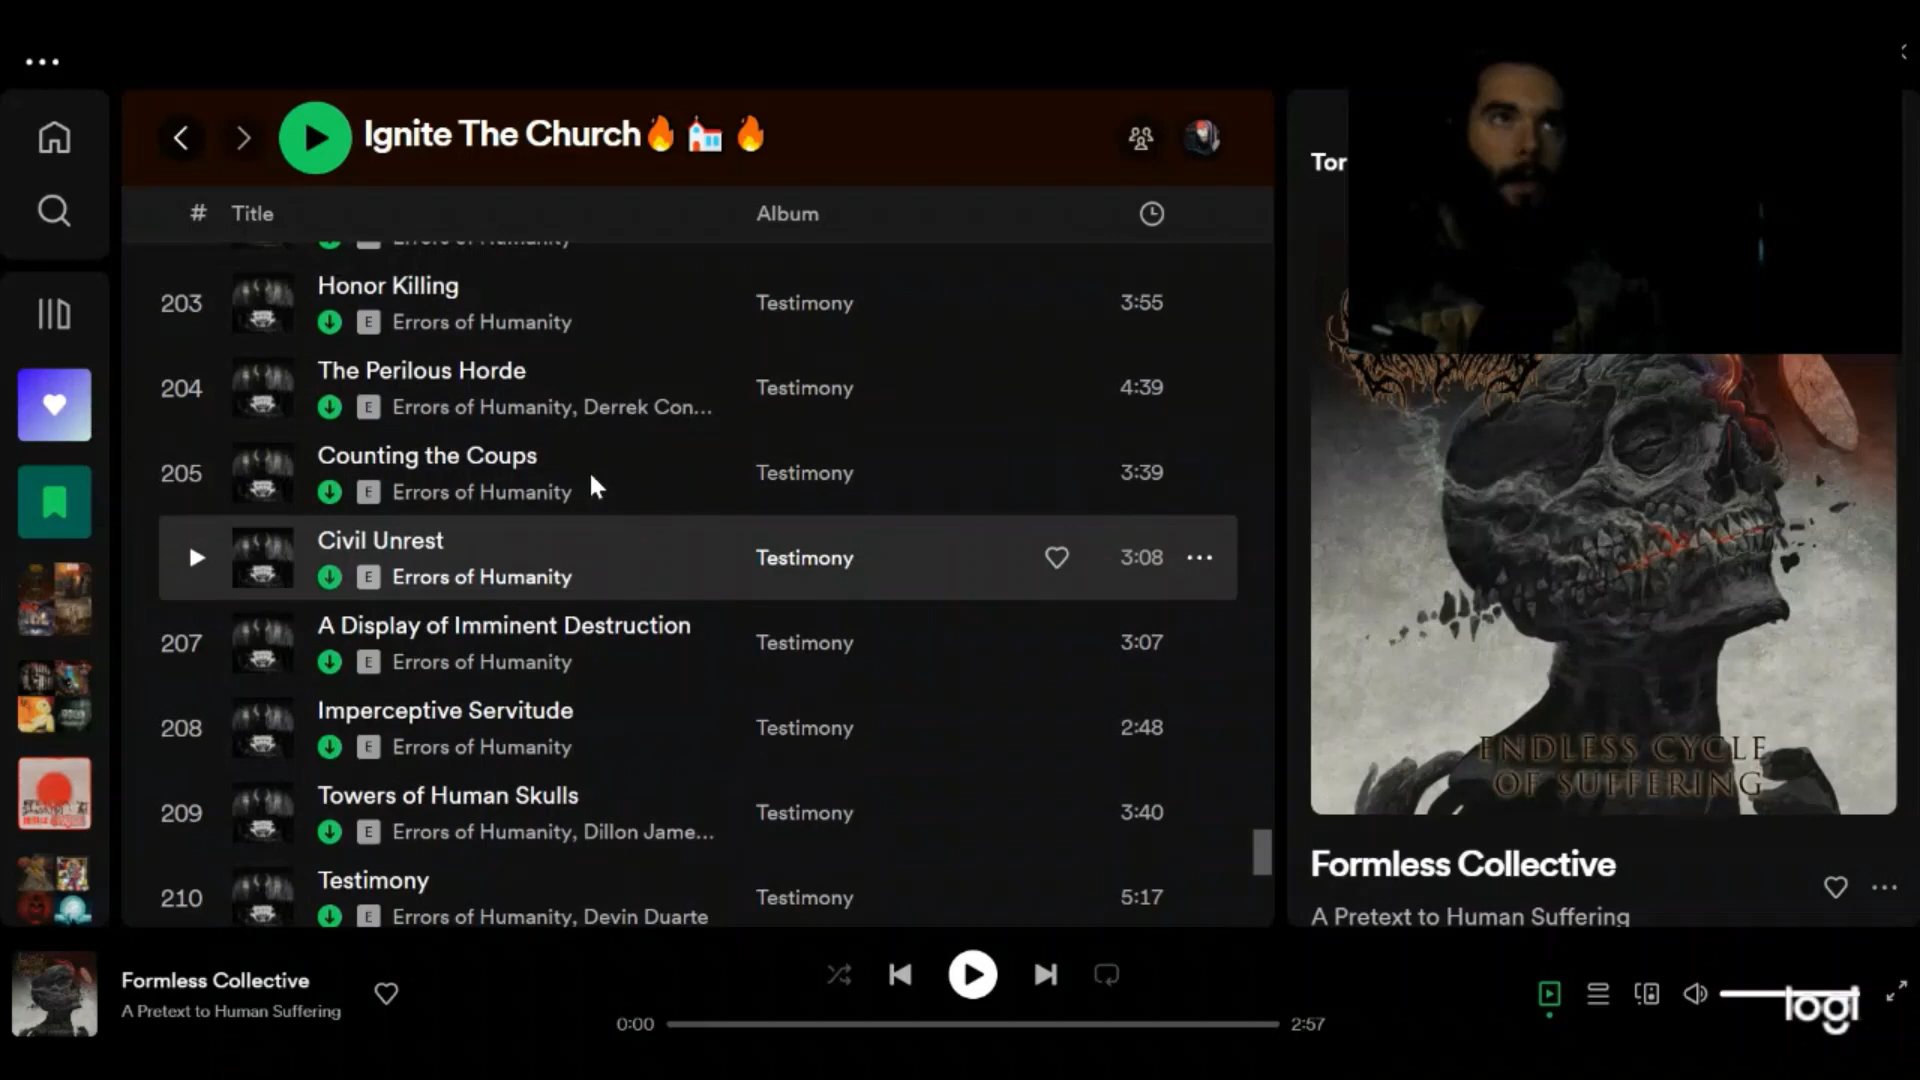 Ignite The Church🔥 ⛪ 🔥
# Title Album
Errors of Humanity
203 Honor Killing Testimony 3:55
E Errors of Humanity
204 The Perilous Horde Testimony 4:39
E Errors of Humanity, Derrek Con...
205 Counting the Coups Testimony 3:39
E Errors of Humanity
Civil Unrest Testimony 3:08
E Errors of Humanity
207 A Display of Imminent Destruction Testimony 3:07
E Errors of Humanity
208 Imperceptive Servitude Testimony 2:48
E Errors of Humanity
209 Towers of Human Skulls Testimony 3:40
E Errors of Humanity, Dillon Jame...
210 Testimony Testimony 5:17
E Errors of Humanity, Devin Duarte
Tor
ENDLESS CYCLE
OF SUFFERING
Formless Collective
A Pretext to Human Suffering
Formless Collective
A Pretext to Human Suffering
0:00 2:57
logi